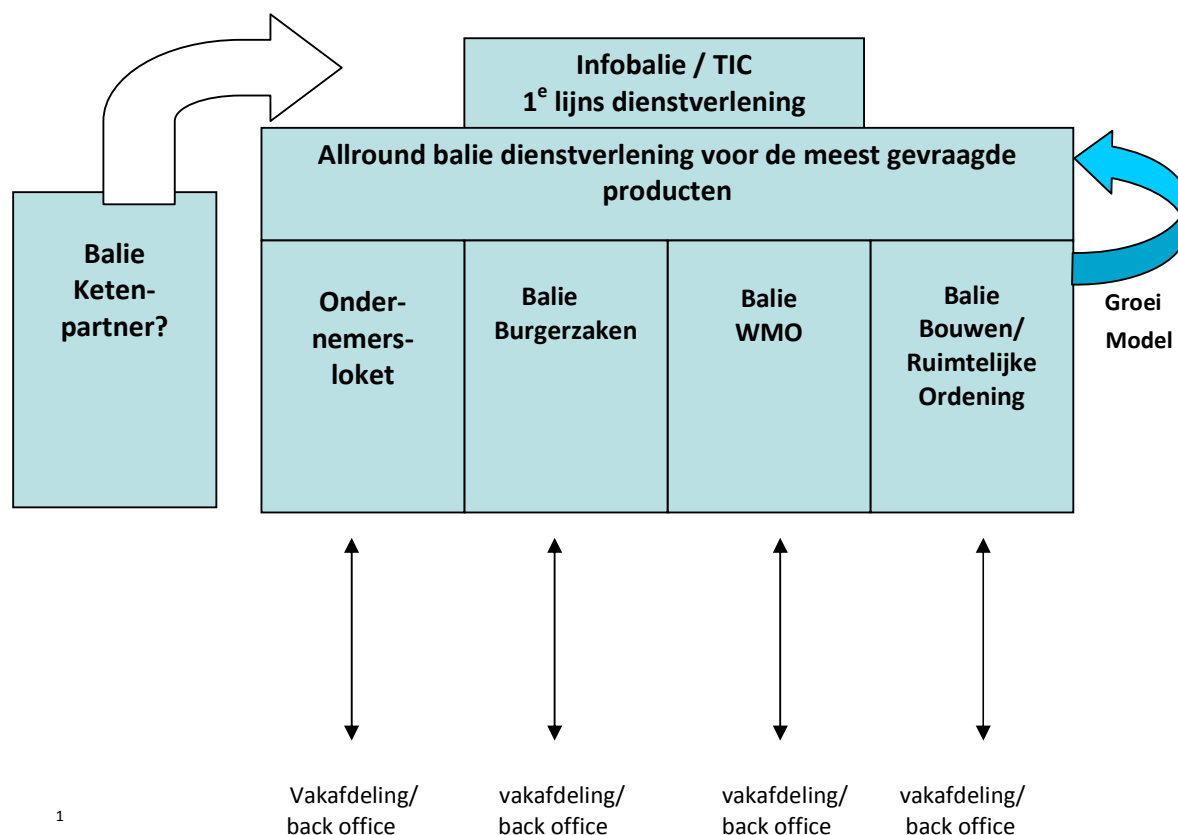 Infobalie / TIC
1e lijns dienstverlening
Allround balie dienstverlening voor de meest gevraagde
producten
Balie
Keten-
partner?
Onder-
nemers-
loket
Balie
Burgerzaken
Balie
WMO
Balie
Bouwen/
Ruimtelijke
Ordening
Groei
Model
Vakafdeling/
back office
vakafdeling/
back office
vakafdeling/
back office
vakafdeling/
back office
1